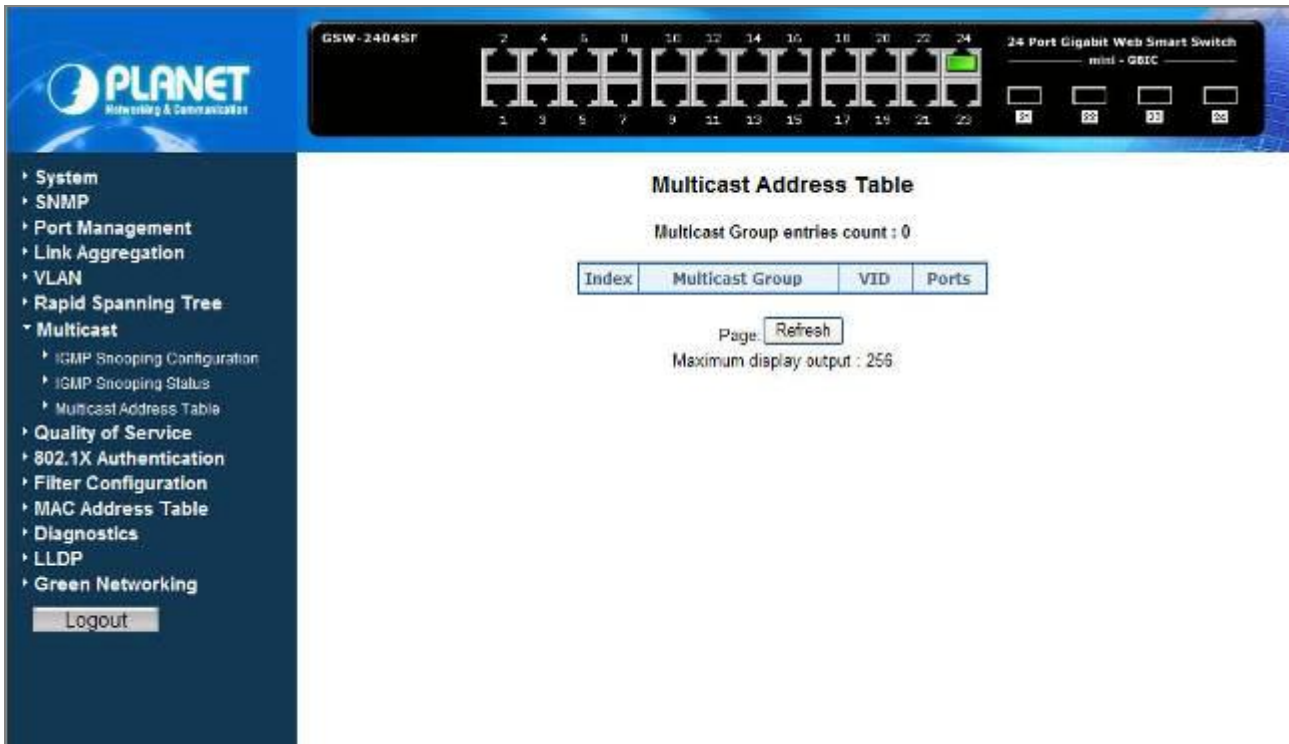 PLANET
Networking & Communication
GSW-2404SF
2 4 6 8 10 12 14 16 18 20 22 24
1 3 5 7 9 11 13 15 17 19 21 23
24 Port Gigabit Web Smart Switch
mini - GBIC
21 22 23 24
System
SNMP
Port Management
Link Aggregation
VLAN
Rapid Spanning Tree
Multicast
IGMP Snooping Configuration
IGMP Snooping Status
Multicast Address Table
Quality of Service
802.1X Authentication
Filter Configuration
MAC Address Table
Diagnostics
LLDP
Green Networking
Logout
Multicast Address Table
Multicast Group entries count : 0
Index Multicast Group VID Ports
Page: Refresh
Maximum display output : 256